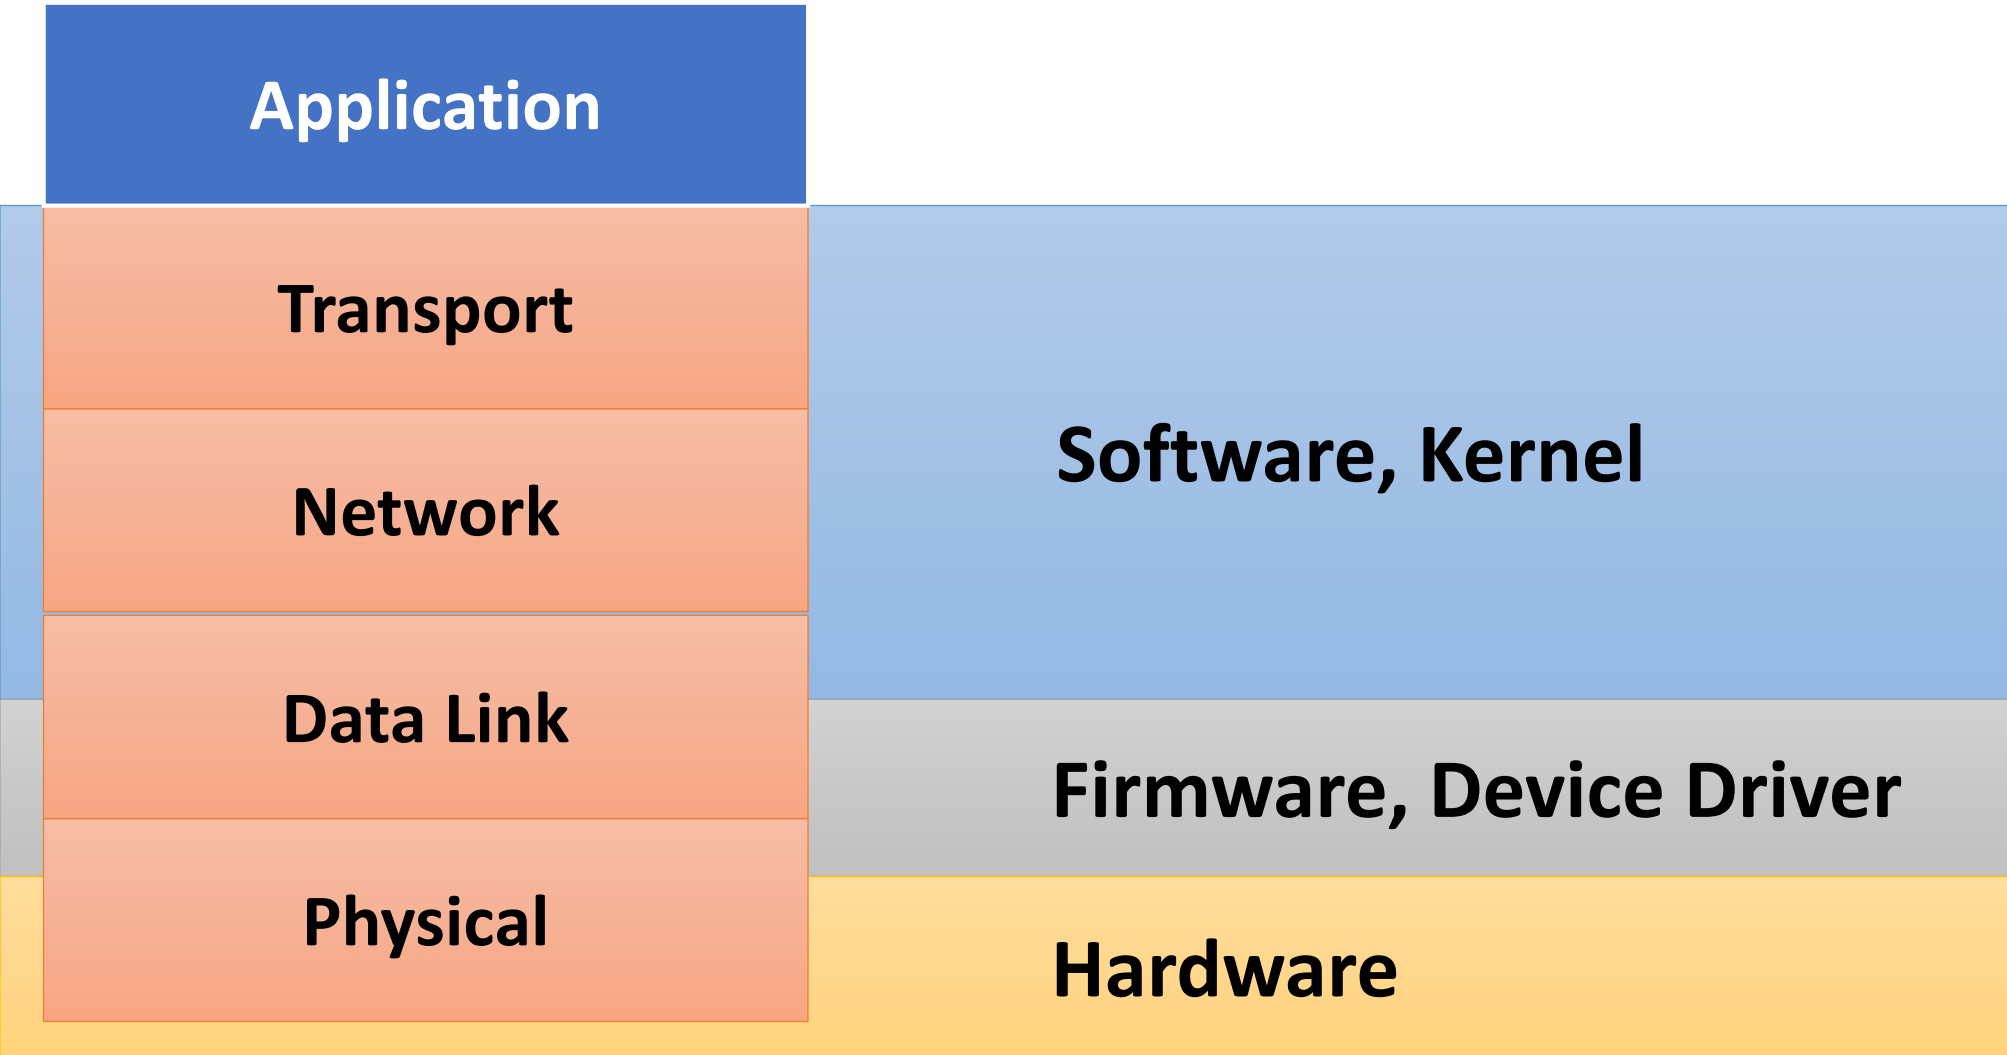 Application
Transport
Network
Software, Kernel
Data Link
Firmware, Device Driver
Physical
Hardware